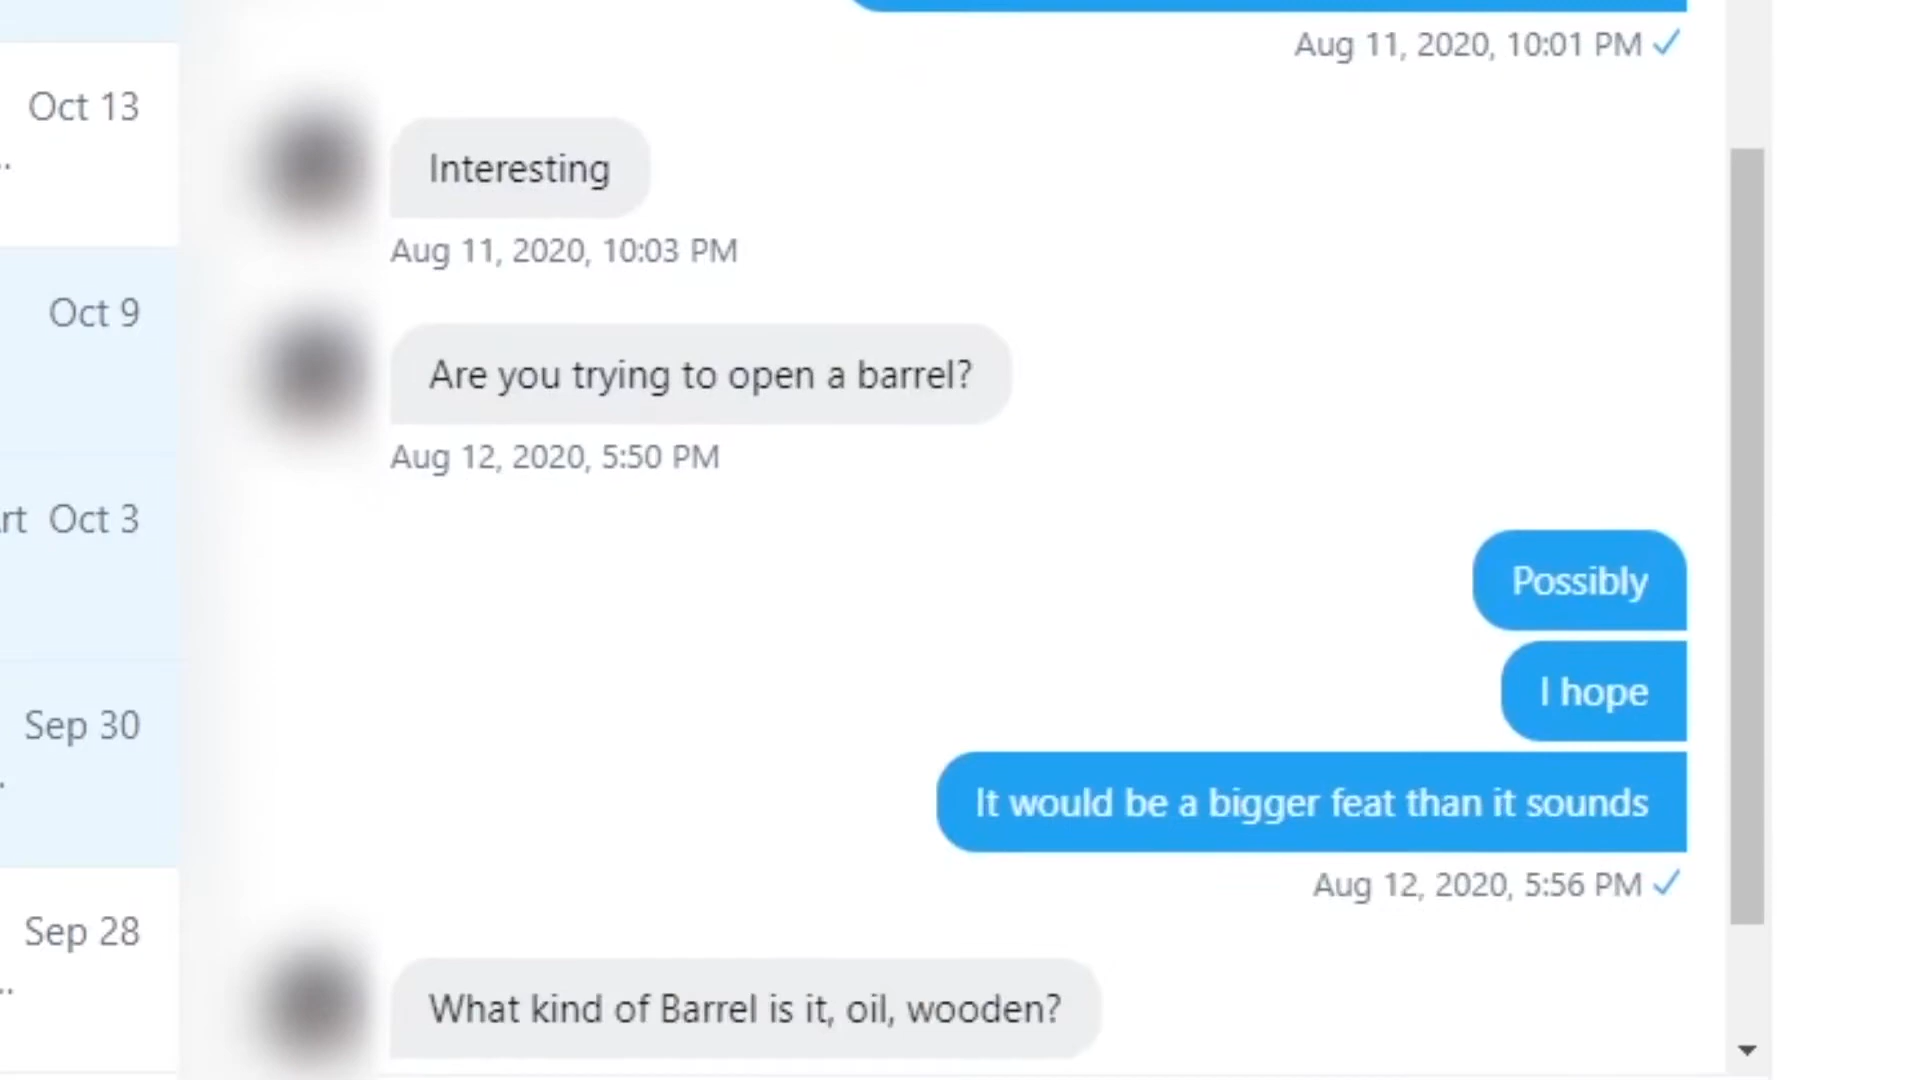 Aug 11, 2020, 10:01 PM
Oct 13
..
Interesting
Aug 11, 2020, 10:03 PM
Oct 9
Are you trying to open a barrel?
Aug 12, 2020, 5:50 PM
rt Oct 3
Possibly
I hope
Sep 30
.
It would be a bigger feat than it sounds
Aug 12, 2020, 5:56 PM
Sep 28
..
What kind of Barrel is it, oil, wooden?